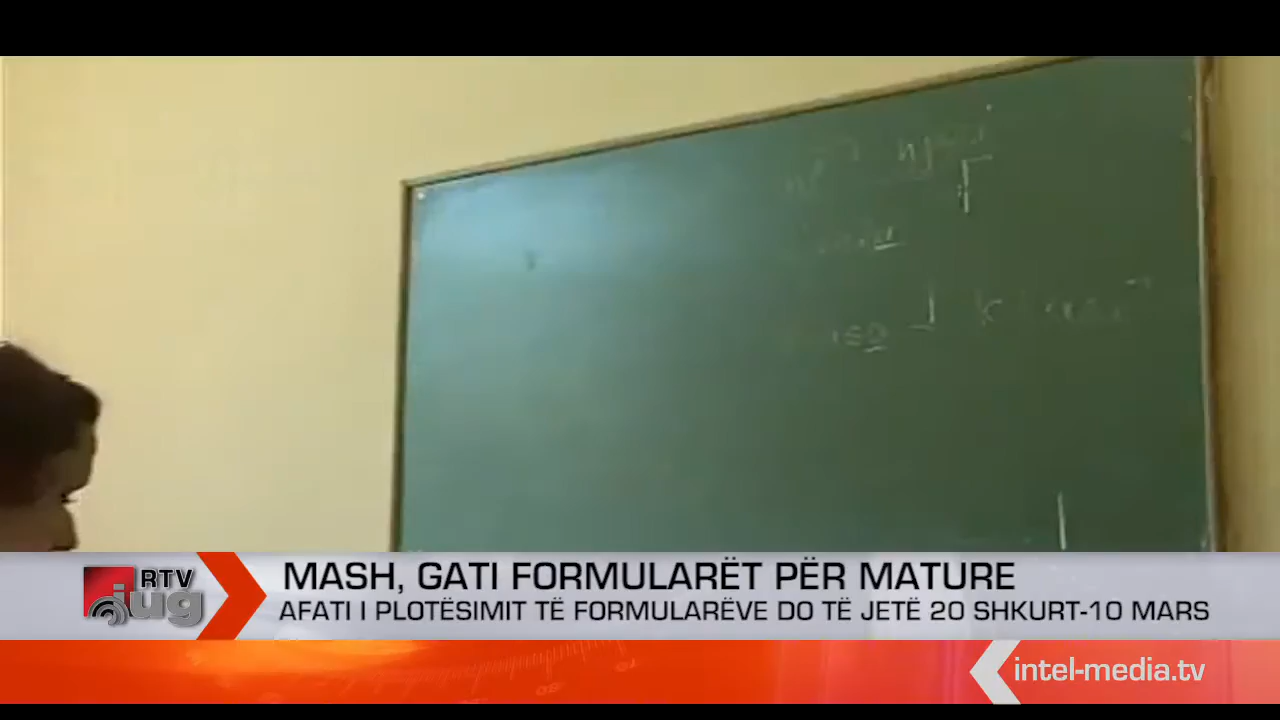 RTV
jug
MASH, GATI FORMULARËT PËR MATURE
AFATI I PLOTËSIMIT TË FORMULARËVE DO TË JETË 20 SHKURT-10 MARS
intel-media.tv